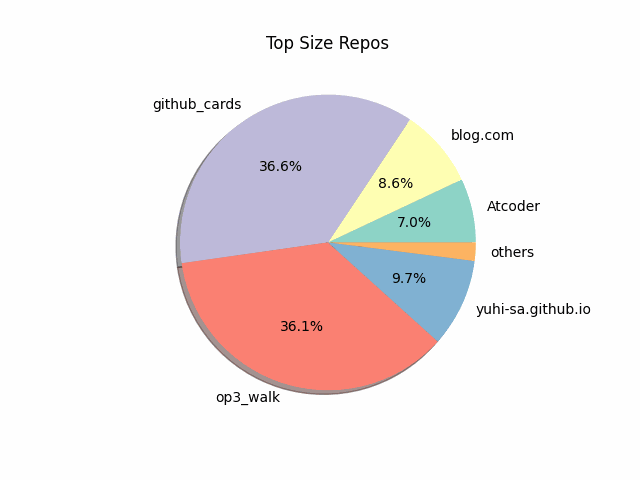 Top Size Repos
github_cards
blog.com
36.6%
8.6%
Atcoder
7.0%
others
9.7%
yuhi-sa.github.io
36.1%
op3_walk